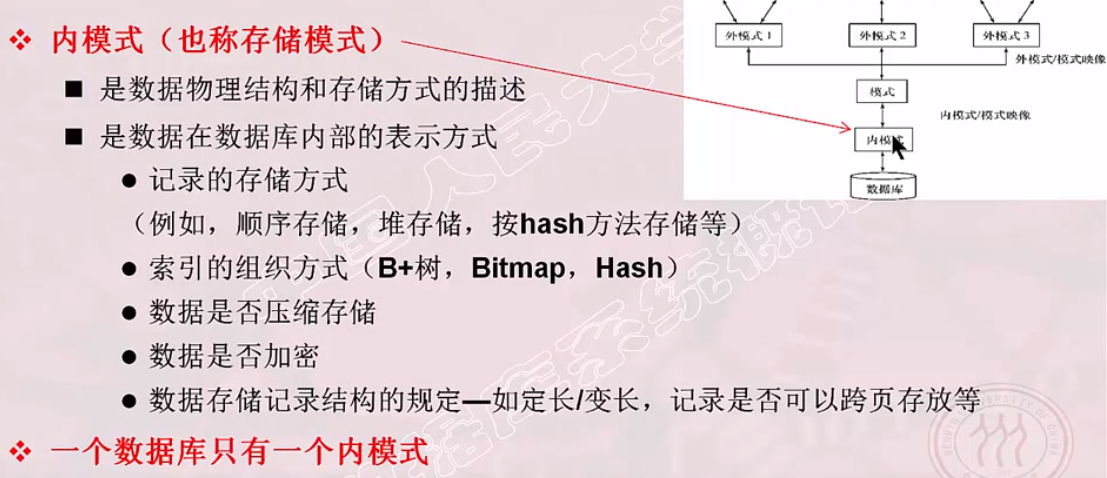 ❖ 内模式（也称存储模式）
■ 是数据物理结构和存储方式的描述
■ 是数据在数据库内部的表示方式
● 记录的存储方式
（例如，顺序存储，堆存储，按hash方法存储等）
● 索引的组织方式（B+树，Bitmap，Hash）
● 数据是否压缩存储
● 数据是否加密
● 数据存储记录结构的规定—如定长/变长，记录是否可以跨页存放等
❖ 一个数据库只有一个内模式
外模式 1
外模式 2
外模式 3
外模式/模式映像
模式
内模式/模式映像
内模式
数据库